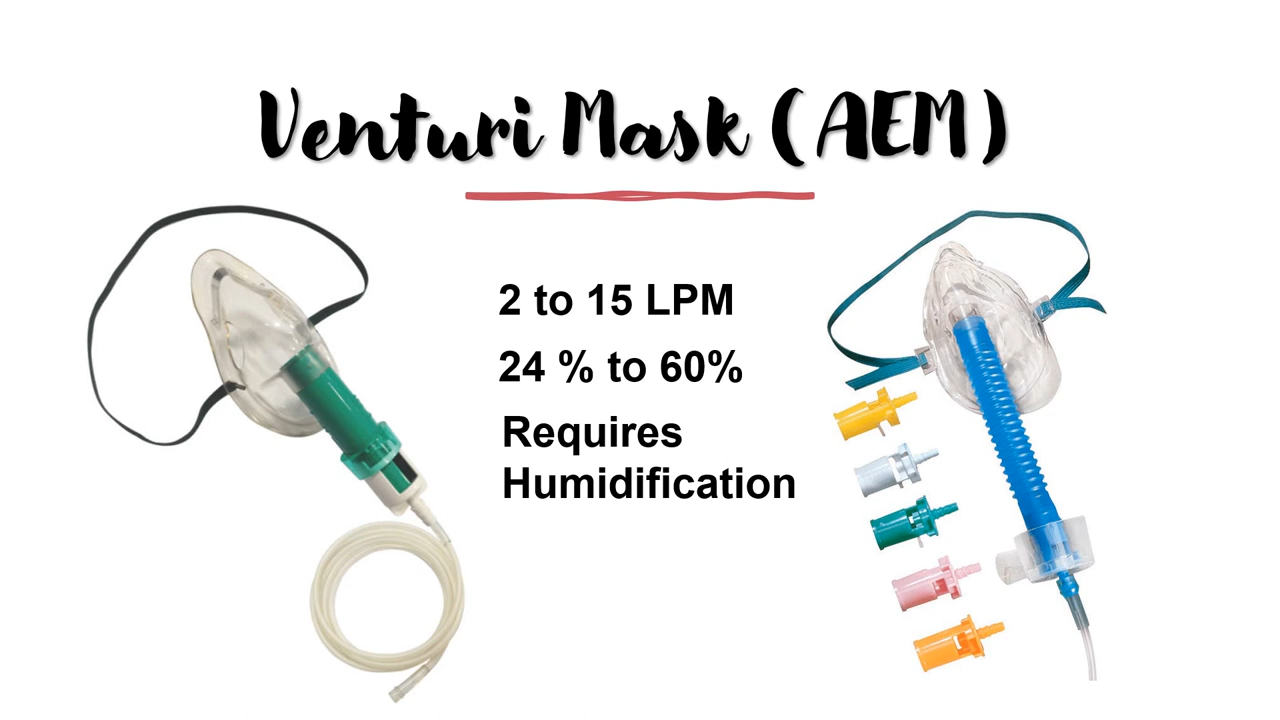 Venturi Mask (AEM)
2 to 15 LPM
24 % to 60%
Requires
Humidification